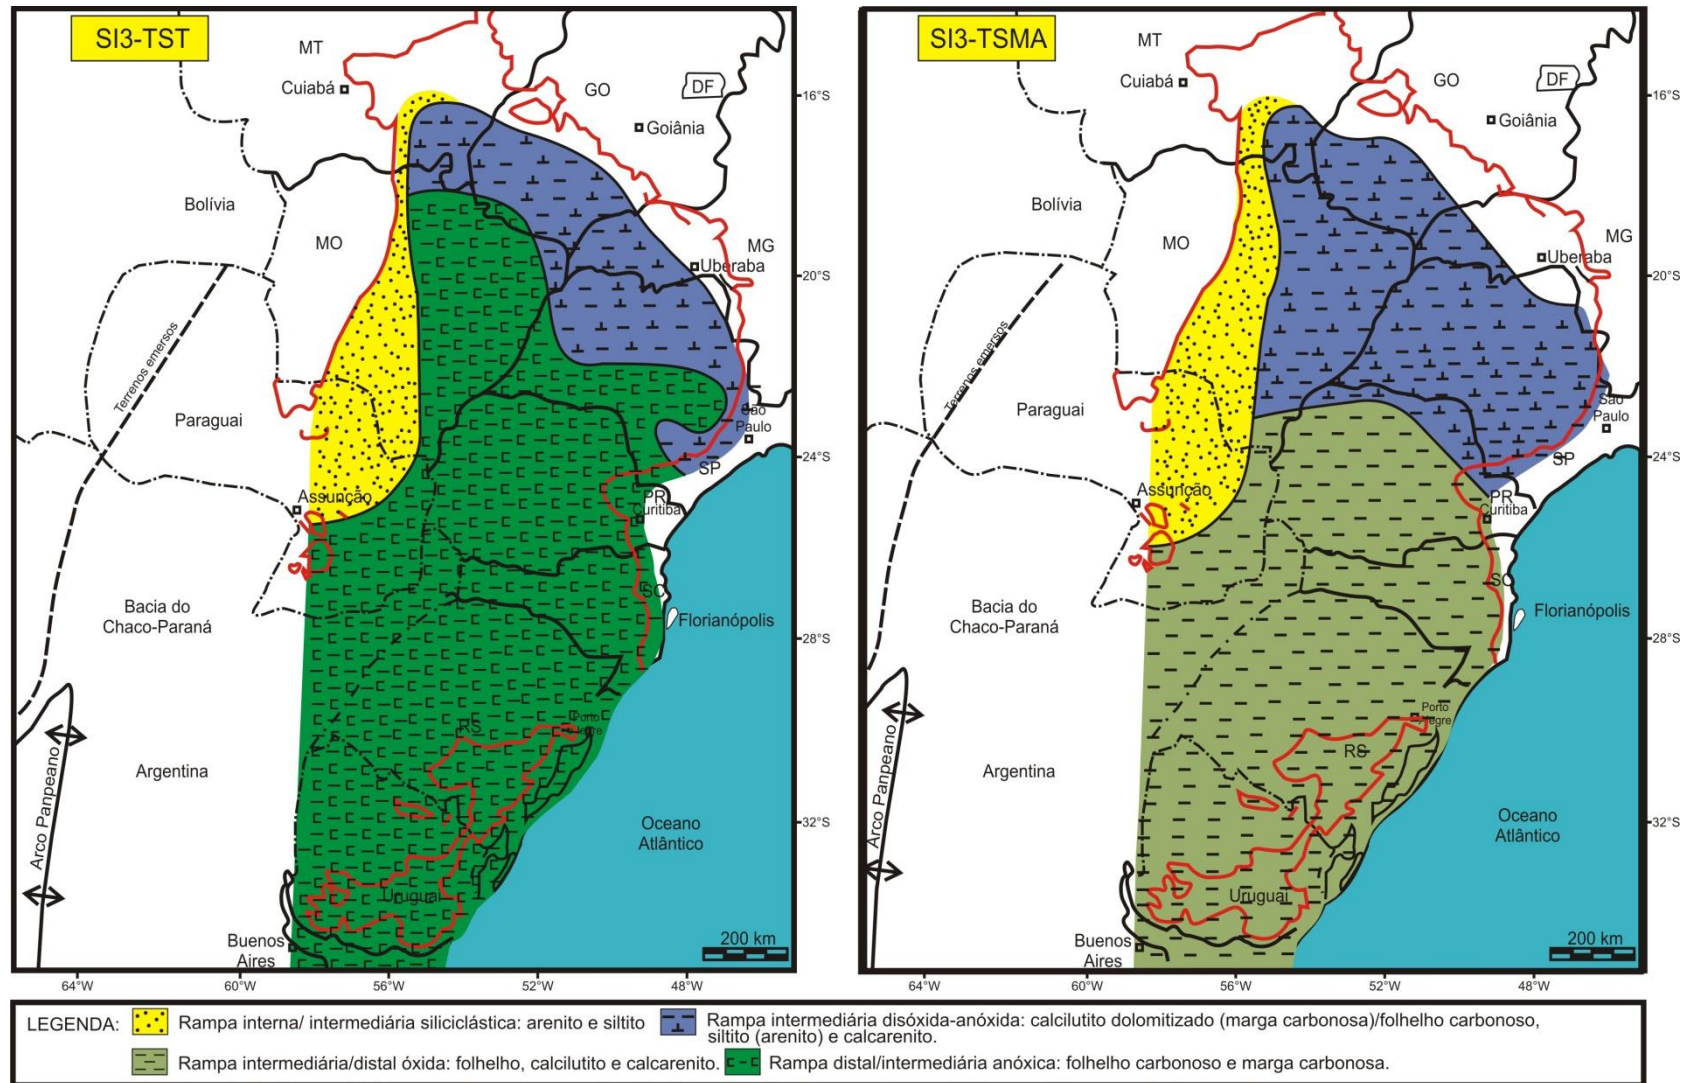 SI3-TST
MT
Cuiabá
GO
DF
Goiânia
16°S
Bolívia
MO
MG
Uberaba
20°S
Terrenos emersos
Paraguai
São
Paulo
SP
24°S
Assunção
PR
Curitiba
SC
Bacia do
Chaco-Paraná
Florianópolis
28°S
RS
Porto
Alegre
Arco Panpeano
Argentina
Oceano
Atlântico
32°S
Uruguai
Buenos
Aires
200 km
64°W
60°W
56°W
52°W
48°W
SI3-TSMA
MT
Cuiabá
GO
DF
Goiânia
16°S
Bolívia
MO
MG
Uberaba
20°S
Terrenos emersos
Paraguai
São
Paulo
SP
24°S
Assunção
PR
Curitiba
SC
Bacia do
Chaco-Paraná
Florianópolis
28°S
Porto
Alegre
RS
Arco Panpeano
Argentina
Oceano
Atlântico
32°S
Uruguai
Buenos
Aires
200 km
64°W
60°W
56°W
52°W
48°W
LEGENDA:
Rampa interna/ intermediária siliciclástica: arenito e siltito
Rampa intermediária disóxida-anóxida: calcilutito dolomitizado (marga carbonosa)/folhelho carbonoso,
siltito (arenito) e calcarenito.
Rampa intermediária/distal óxida: folhelho, calcilutito e calcarenito.
Rampa distal/intermediária anóxica: folhelho carbonoso e marga carbonosa.